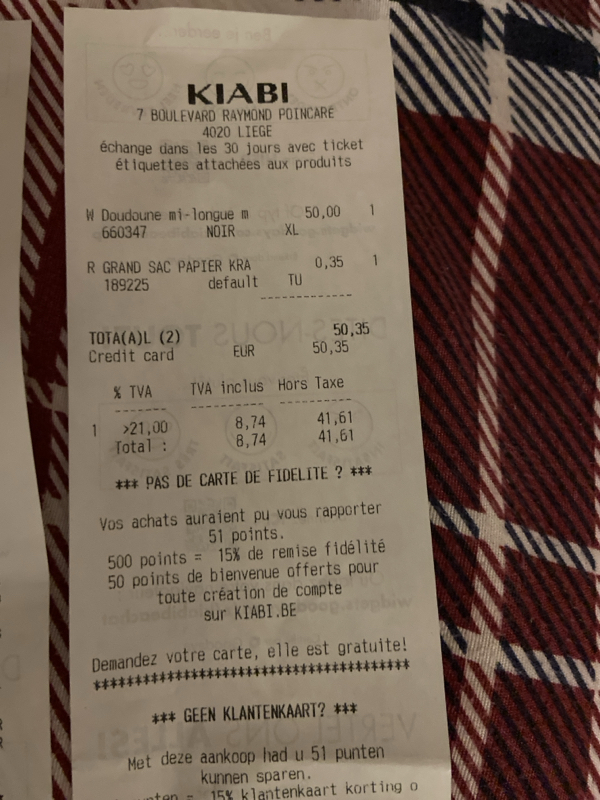 KIABI
7 BOULEVARD RAYMOND POINCARE
4020 LIEGE
échange dans les 30 jours avec ticket
étiquettes attachées aux produits
W Doudoune mi-longue m 50,00 1
660347 NOIR XL
R GRAND SAC PAPIER KRA 0,35 1
189225 default TU
--------------
TOTA(A)L (2) 50,35
Credit card EUR 50,35
% TVA TVA inclus Hors Taxe
------- ---------- ----------
1 >21,00 8,74 41,61
Total : 8,74 41,61
*** PAS DE CARTE DE FIDELITE ? ***
Vos achats auraient pu vous rapporter
51 points.
500 points = 15% de remise fidélité
50 points de bienvenue offerts pour
toute création de compte
sur KIABI.BE
Demandez votre carte, elle est gratuite!
****************************************
*** GEEN KLANTENKAART? ***
Met deze aankoop had u 51 punten
kunnen sparen.
= 15% klantenkaart korting o